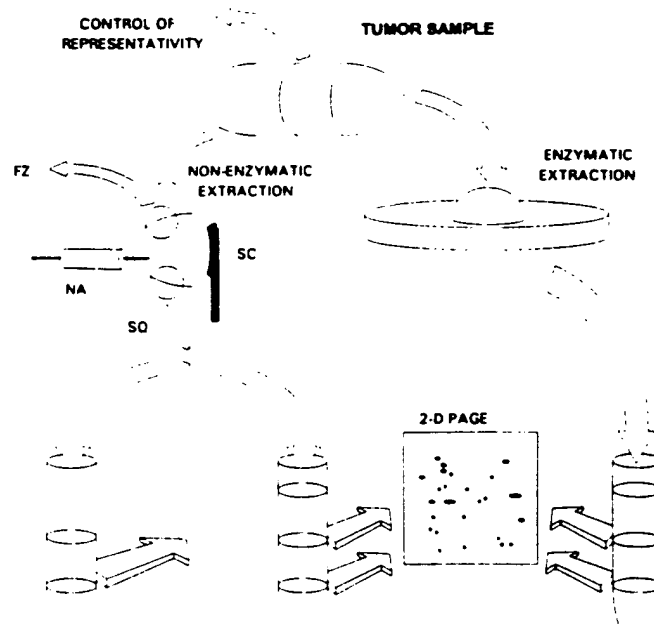 CONTROL OF
REPRESENTATIVITY
TUMOR SAMPLE
FZ
NON-ENZYMATIC
EXTRACTION
ENZYMATIC
EXTRACTION
SC
NA
SQ
2-D PAGE